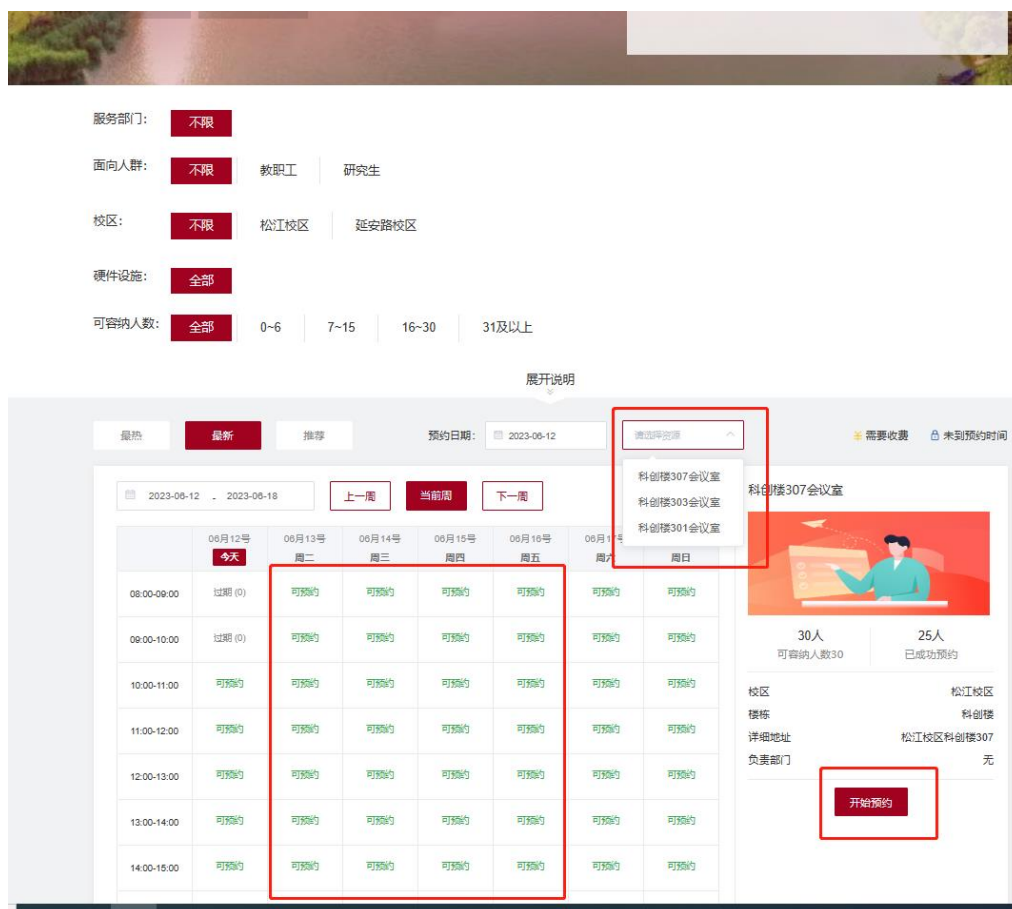 服务部门： 不限
面向人群： 不限 教职工 研究生
校区： 不限 松江校区 延安路校区
硬件设施： 全部
可容纳人数： 全部 0~6 7~15 16~30 31及以上
展开说明
最热 最新 推荐 预约日期： 2023-06-12 请选择资源 需要收费 未到预约时间
科创楼307会议室
科创楼303会议室
科创楼301会议室
2023-06-12 - 2023-06-18 上一周 当前周 下一周
06月12号 06月13号 06月14号 06月15号 06月16号 06月17号
今天 周二 周三 周四 周五 周六 周日
08:00-09:00 过期 (0) 可预约 可预约 可预约 可预约 可预约 可预约
09:00-10:00 过期 (0) 可预约 可预约 可预约 可预约 可预约 可预约
10:00-11:00 可预约 可预约 可预约 可预约 可预约 可预约 可预约
11:00-12:00 可预约 可预约 可预约 可预约 可预约 可预约 可预约
12:00-13:00 可预约 可预约 可预约 可预约 可预约 可预约 可预约
13:00-14:00 可预约 可预约 可预约 可预约 可预约 可预约 可预约
14:00-15:00 可预约 可预约 可预约 可预约 可预约 可预约 可预约
科创楼307会议室
30人 25人
可容纳人数30 已成功预约
校区 松江校区
楼栋 科创楼
详细地址 松江校区科创楼307
负责部门 无
开始预约